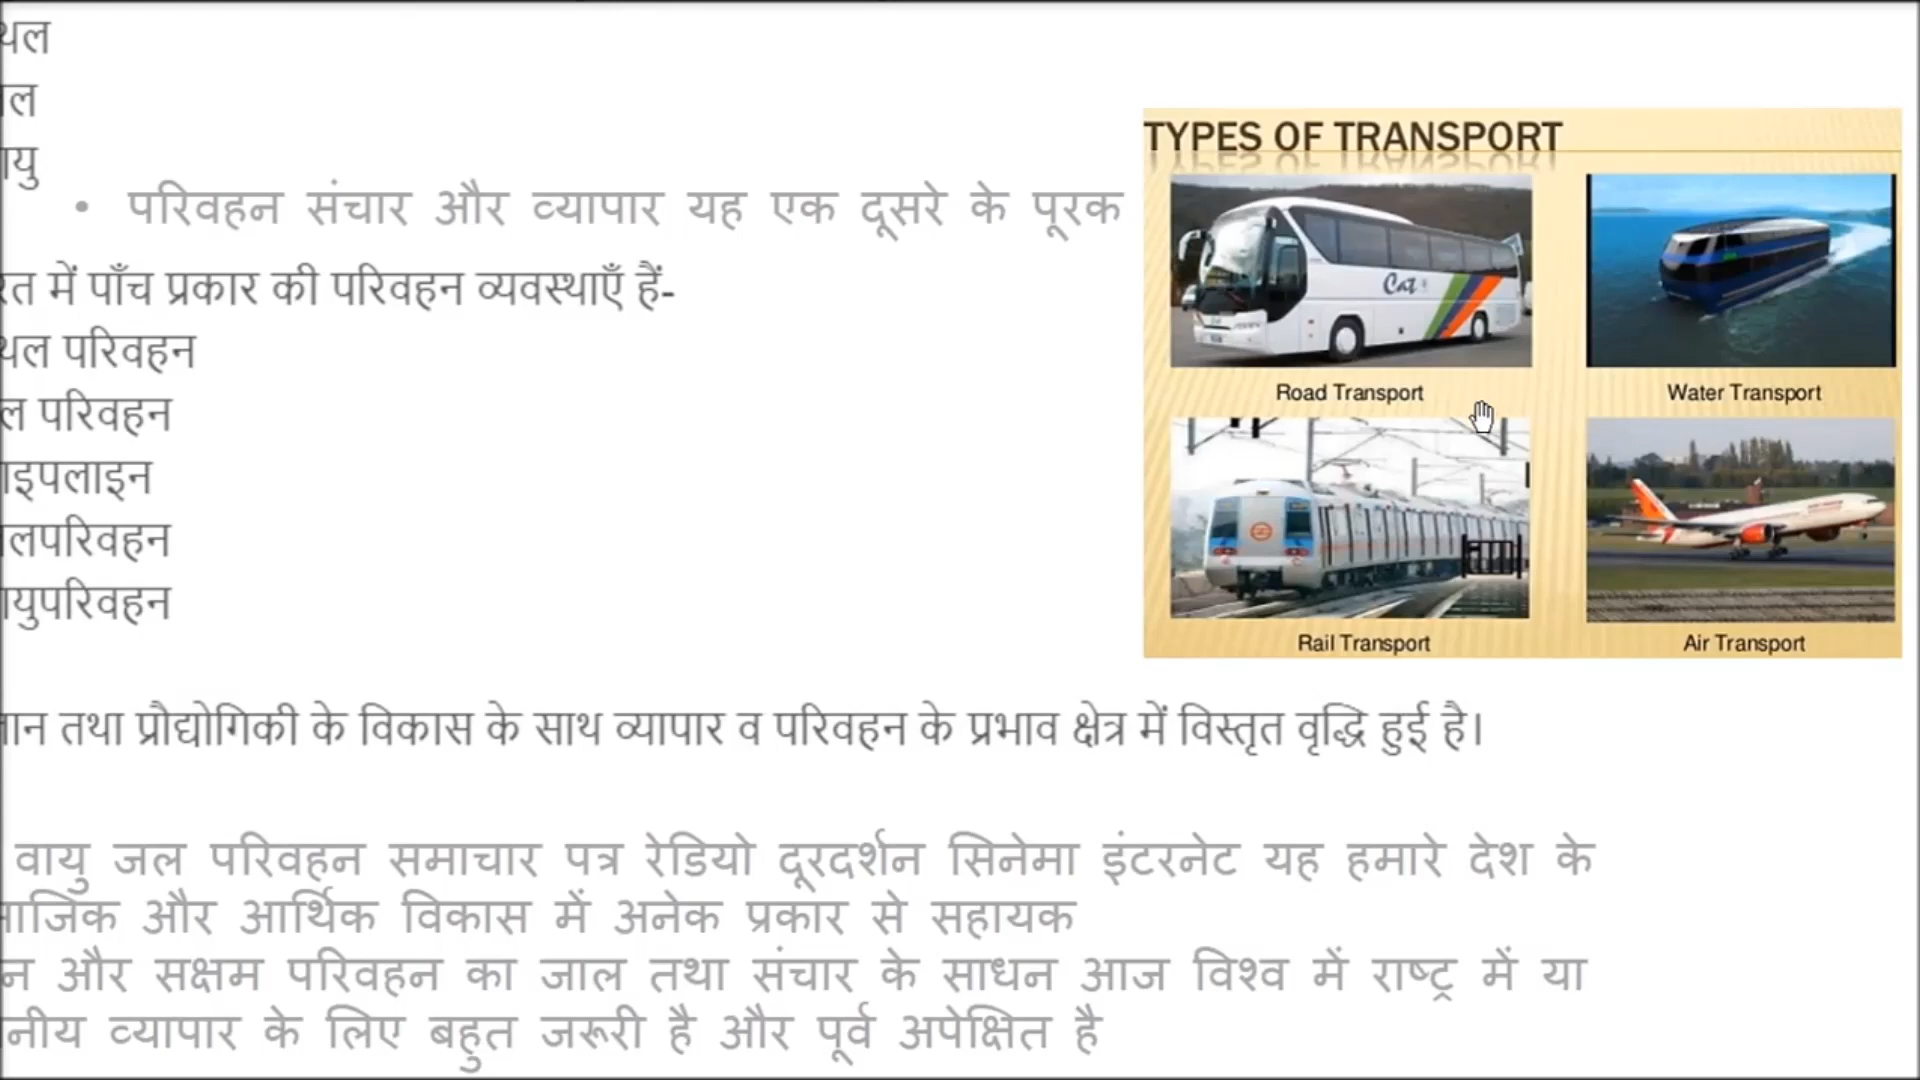 थल
ल
ायु
• परिवहन संचार और व्यापार यह एक दूसरे के पूरक
रत में पाँच प्रकार की परिवहन व्यवस्थाएँ हैं-
थल परिवहन
ल परिवहन
ाइपलाइन
लपरिवहन
ायुपरिवहन
TYPES OF TRANSPORT
Cat
Road Transport
Water Transport
Rail Transport
Air Transport
ान तथा प्रौद्योगिकी के विकास के साथ व्यापार व परिवहन के प्रभाव क्षेत्र में विस्तृत वृद्धि हुई है।
वायु जल परिवहन समाचार पत्र रेडियो दूरदर्शन सिनेमा इंटरनेट यह हमारे देश के
माजिक और आर्थिक विकास में अनेक प्रकार से सहायक
न और सक्षम परिवहन का जाल तथा संचार के साधन आज विश्व में राष्ट्र में या
नीय व्यापार के लिए बहुत जरूरी है और पूर्व अपेक्षित है